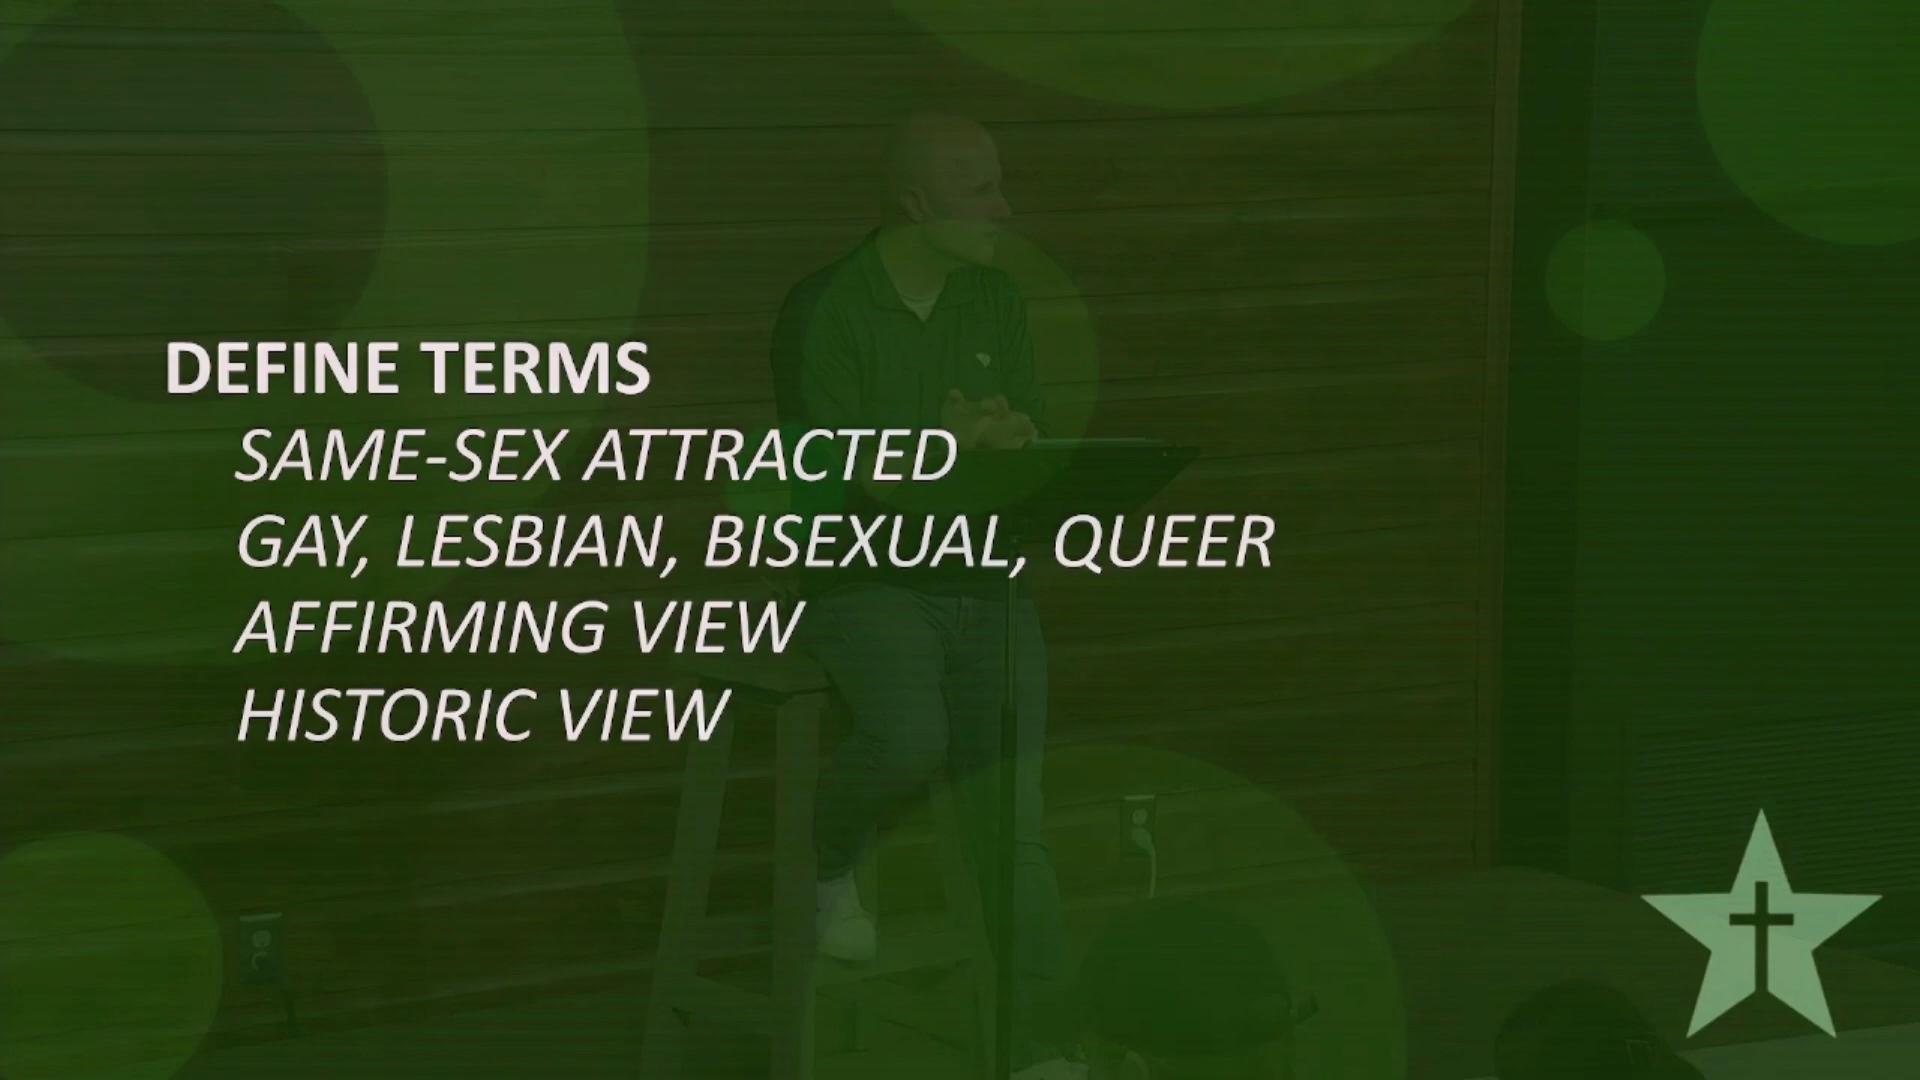 DEFINE TERMS
SAME-SEX ATTRACTED
GAY, LESBIAN, BISEXUAL, QUEER
AFFIRMING VIEW
HISTORIC VIEW